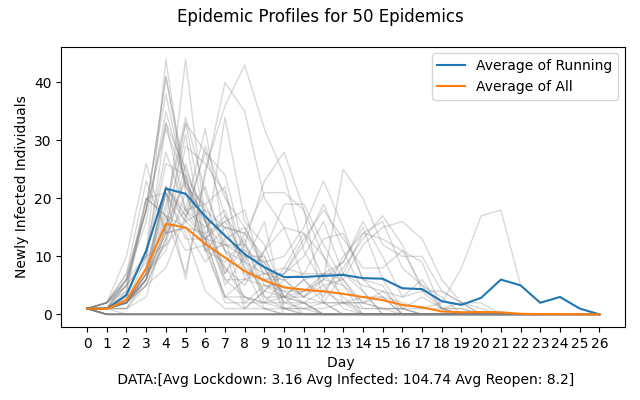 Epidemic Profiles for 50 Epidemics
Newly Infected Individuals
40
30
20
10
0
Average of Running
Average of All
0 1 2 3 4 5 6 7 8 9 10 11 12 13 14 15 16 17 18 19 20 21 22 23 24 25 26
Day
DATA:[Avg Lockdown: 3.16 Avg Infected: 104.74 Avg Reopen: 8.2]